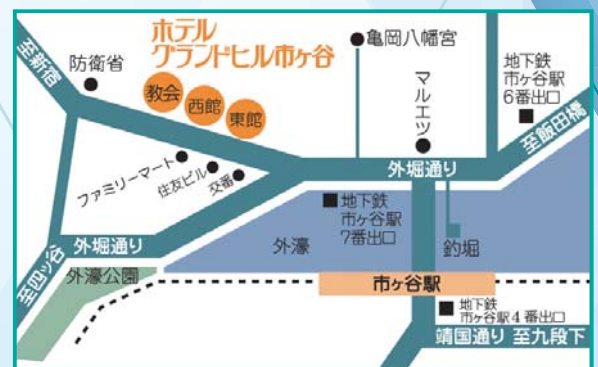 至新宿
防衛省
ホテル
グランドヒル市ヶ谷
教会
西館
東館
亀岡八幡宮
マルエツ
地下鉄
市ヶ谷駅
6番出口
至飯田橋
ファミリーマート
住友ビル
交番
外堀通り
地下鉄
市ヶ谷駅
7番出口
外濠
釣堀
外堀通り
至四ッ谷
外濠公園
市ヶ谷駅
地下鉄
市ヶ谷駅4番出口
靖国通り 至九段下